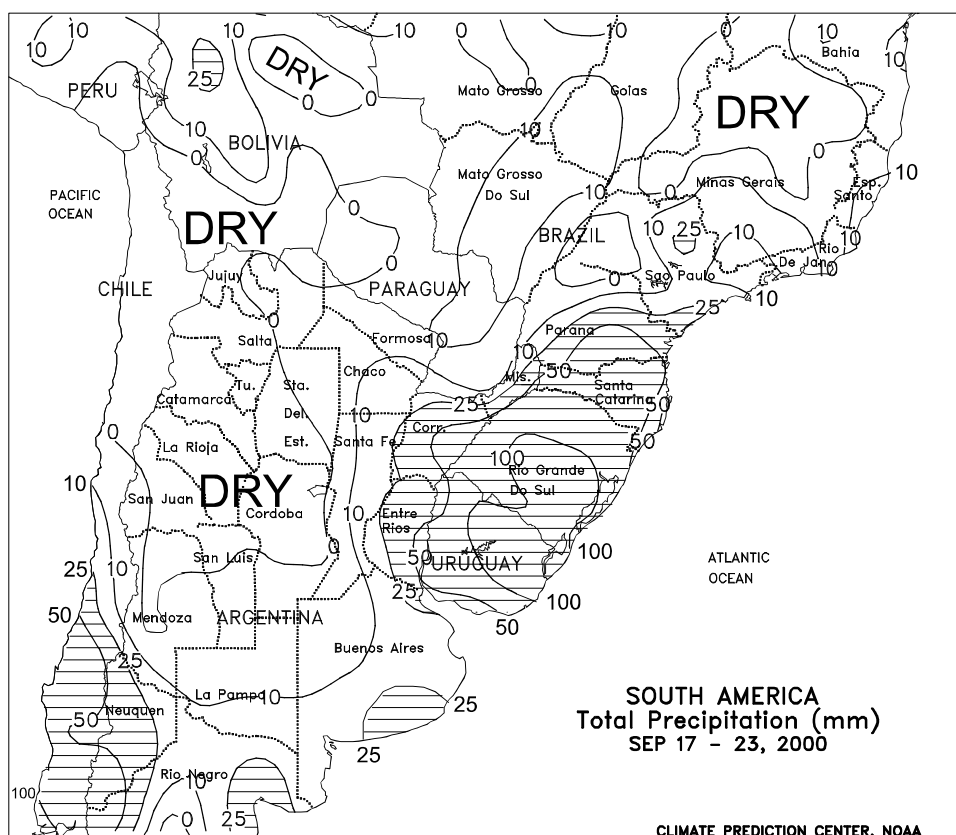 10
10
10
10
10
10
Bahia
10
25
DRY
0
0
0
PERU
Mato Grosso
Goias
DRY
10
BOLIVIA
10
0
0
PACIFIC
OCEAN
Mato Grosso
Do Sul
10
0
Minas Gerais
0
10
Esp.
Santo
DRY
0
BRAZIL
10
25
10
10
Rio
De Jan.
10
0
Jujuy
0
Sao Paulo
CHILE
PARAGUAY
10
25
0
Salta
Formosa
10
Parana
10
Chaco
Mis.
50
Tu.
Sta.
Del.
Est.
Santa
Catarina
50
Catamarca
25
10
Corr.
0
La Rioja
Santa Fe
50
100
Rio Grande
Do Sul
10
San Juan
DRY
Cordoba
10
Entre
Rios
0
San Luis
50
URUGUAY
100
ATLANTIC
OCEAN
25
10
25
100
50
Mendoza
ARGENTINA
50
Buenos Aires
25
La Pampa
10
25
Neuquen
50
25
SOUTH AMERICA
Total Precipitation (mm)
SEP 17 - 23, 2000
Rio Negro
10
100
0
25
CLIMATE PREDICTION CENTER, NOAA